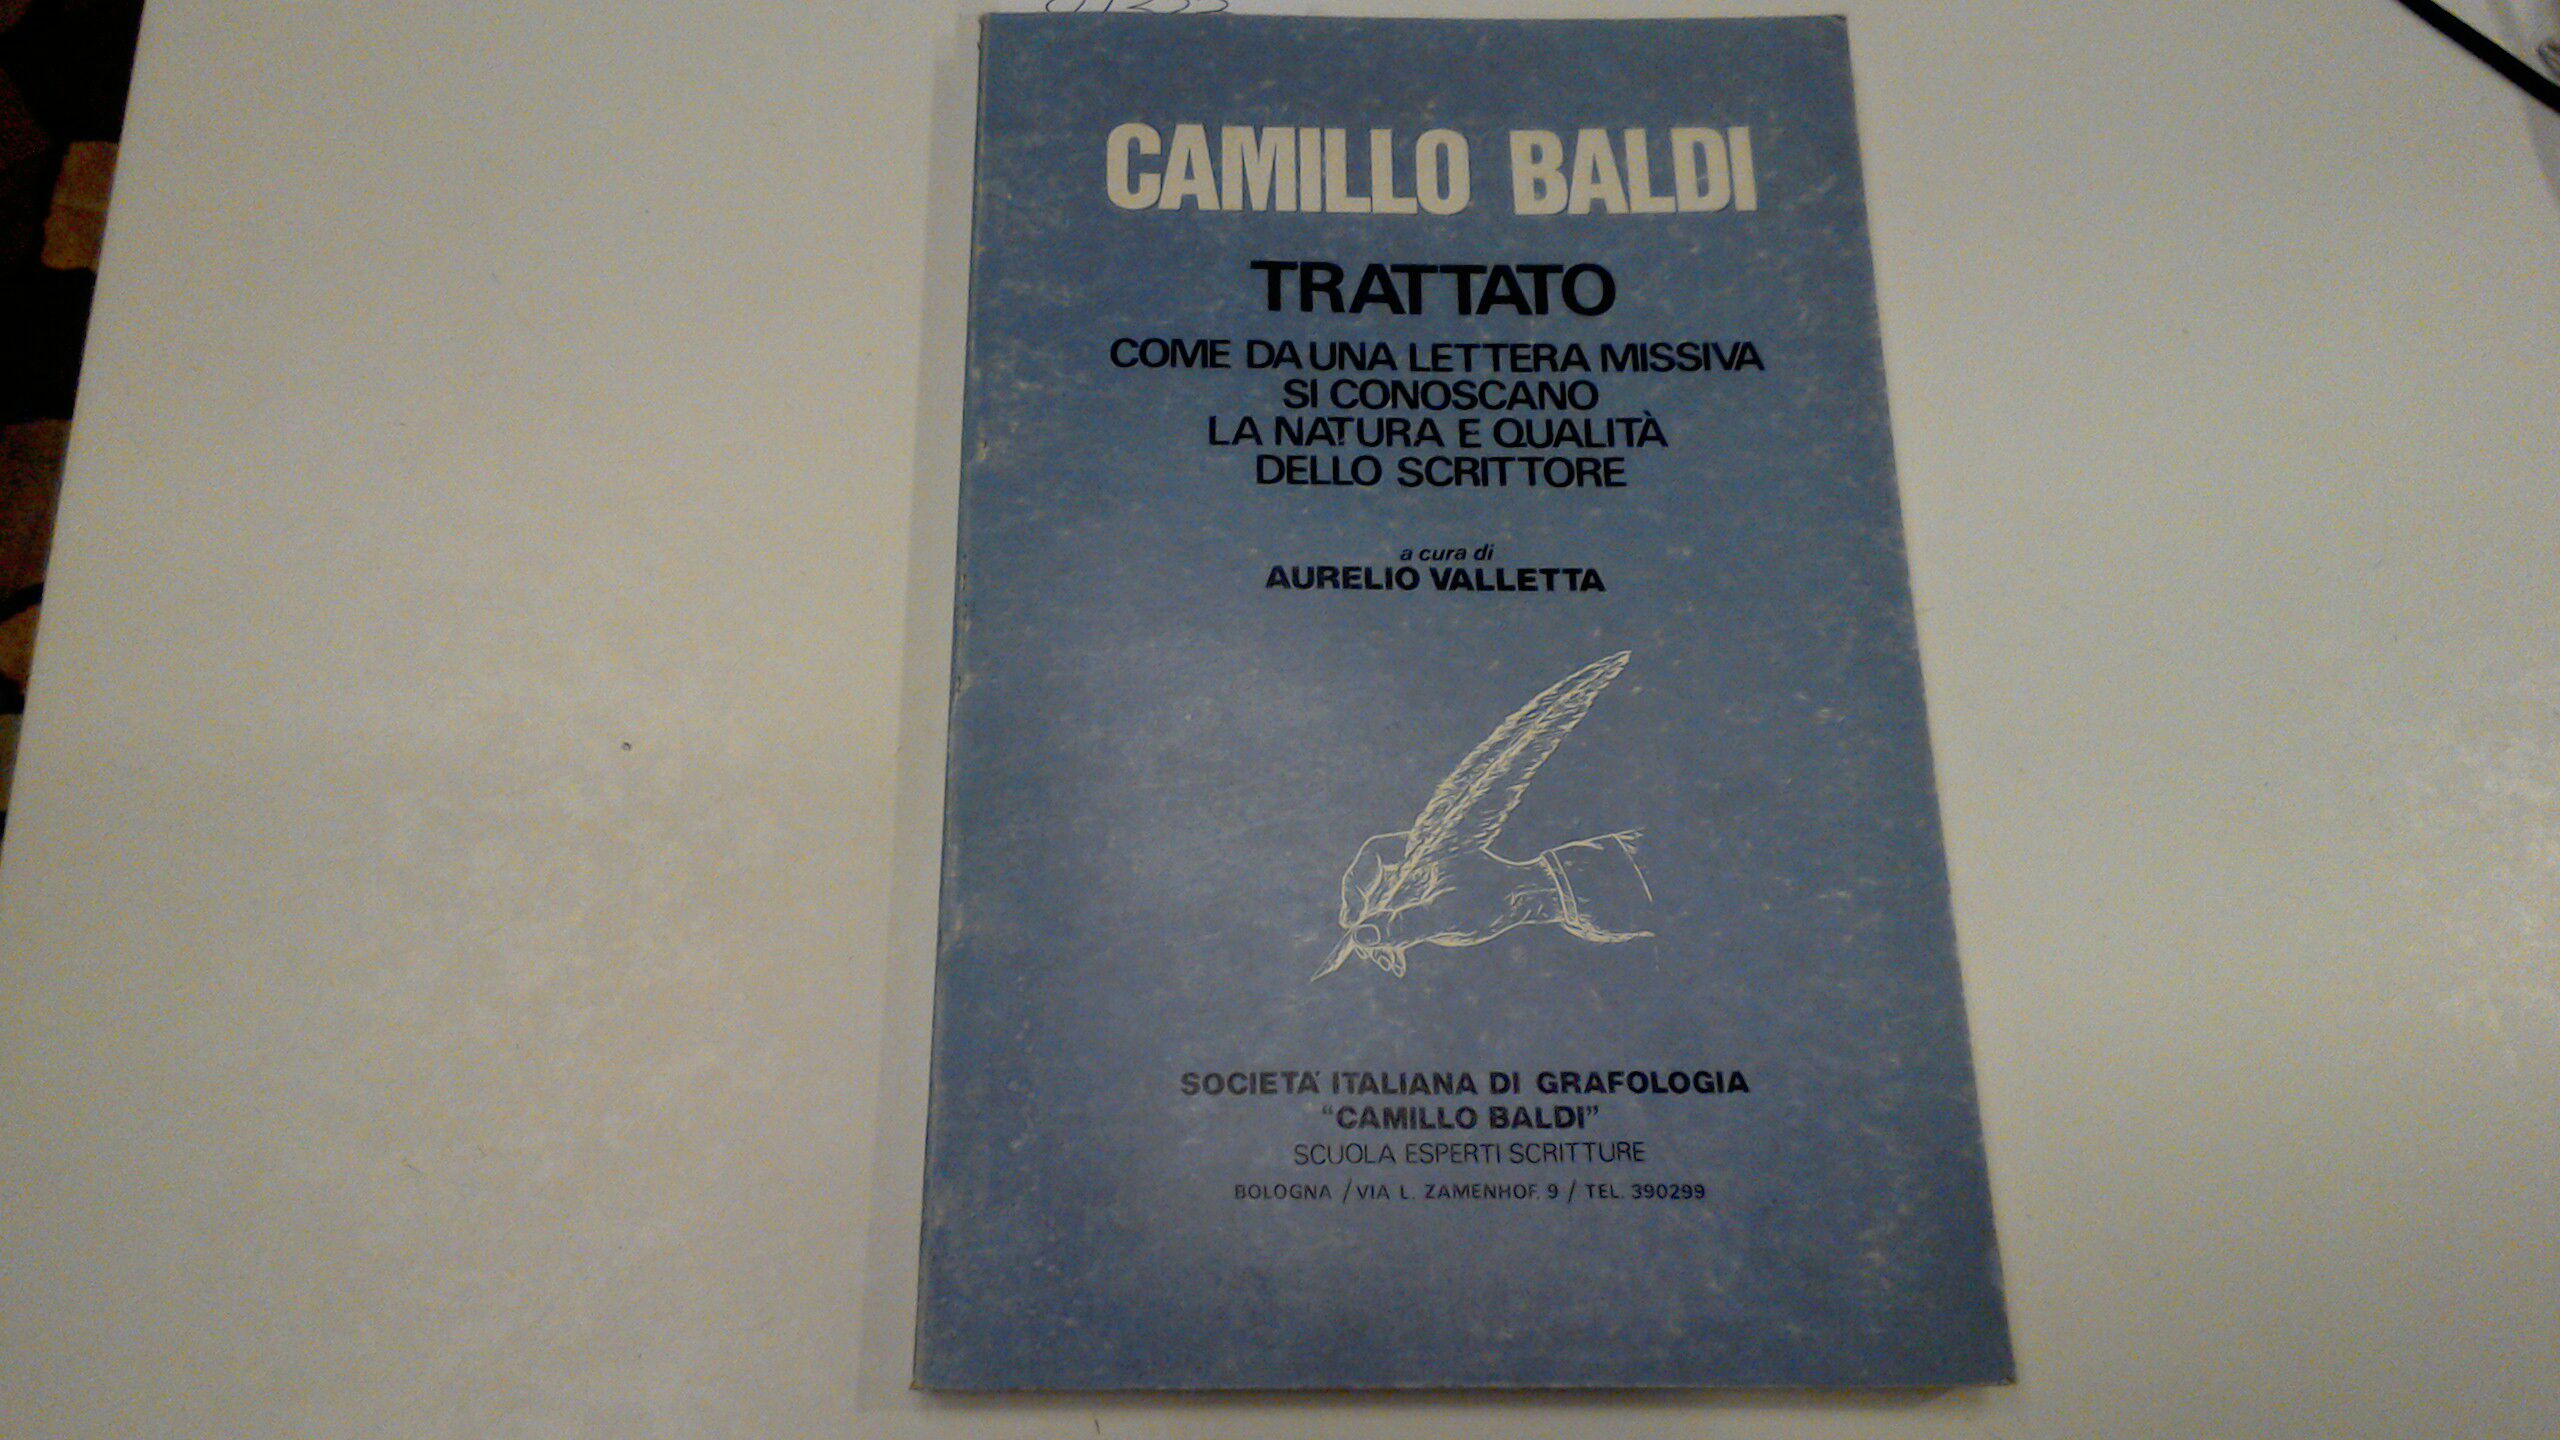 CAMILLO BALDI
TRATTATO
COME DA UNA LETTERA MISSIVA
SI CONOSCANO
LA NATURA E QUALITÀ
DELLO SCRITTORE
a cura di
AURELIO VALLETTA
SOCIETA' ITALIANA DI GRAFOLOGIA
“CAMILLO BALDI”
SCUOLA ESPERTI SCRITTURE
BOLOGNA / VIA L. ZAMENHOF, 9 / TEL. 390299